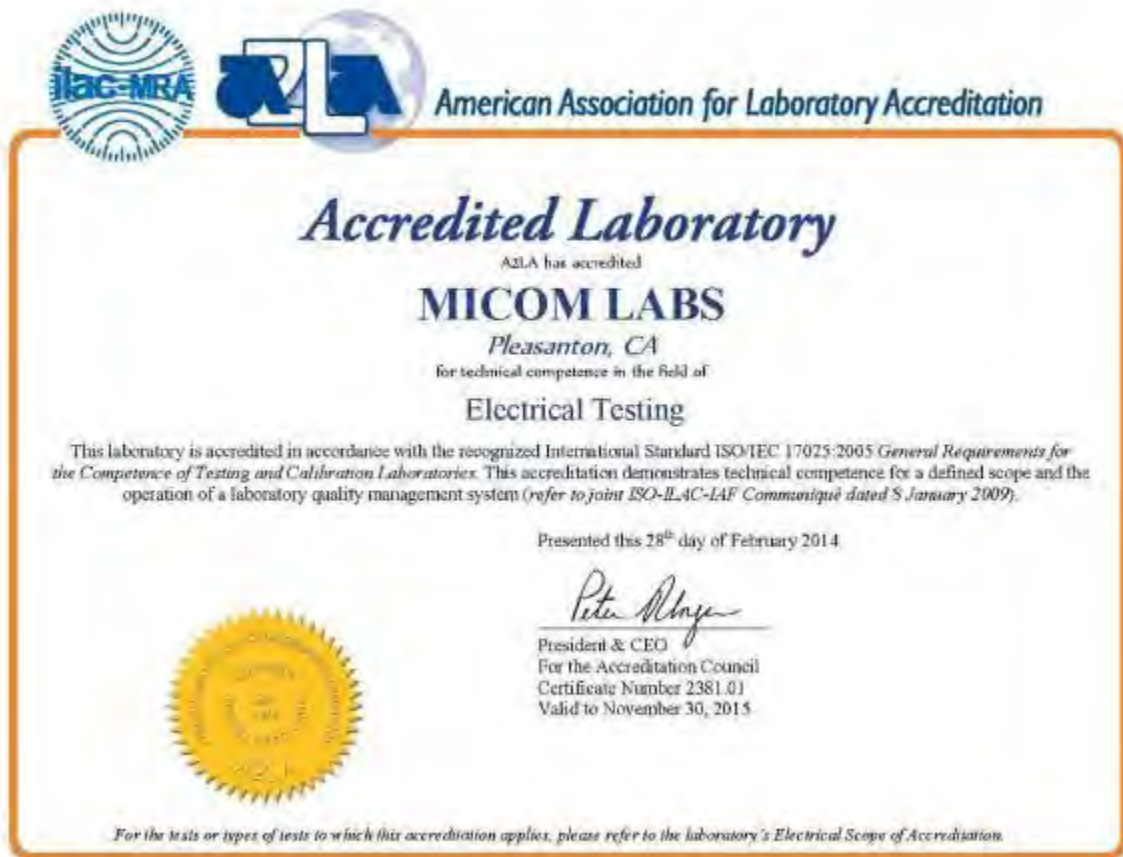 ilac-MRA
a2la
American Association for Laboratory Accreditation
Accredited Laboratory
A2LA has accredited
MICOM LABS
Pleasanton, CA
for technical competence in the field of
Electrical Testing
This laboratory is accredited in accordance with the recognized International Standard ISO/IEC 17025:2005 General Requirements for
the Competence of Testing and Calibration Laboratories. This accreditation demonstrates technical competence for a defined scope and the
operation of a laboratory quality management system (refer to joint ISO-ILAC-IAF Communiqué dated 8 January 2009).
Presented this 28th day of February 2014
President & CEO
For the Accreditation Council
Certificate Number 2381.01
Valid to November 30, 2015
For the tests or types of tests to which this accreditation applies, please refer to the laboratory's Electrical Scope of Accreditation.